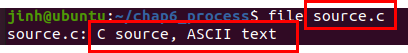 jinh@ubuntu:~/chap6_process$ file source.c
source.c: C source, ASCII text